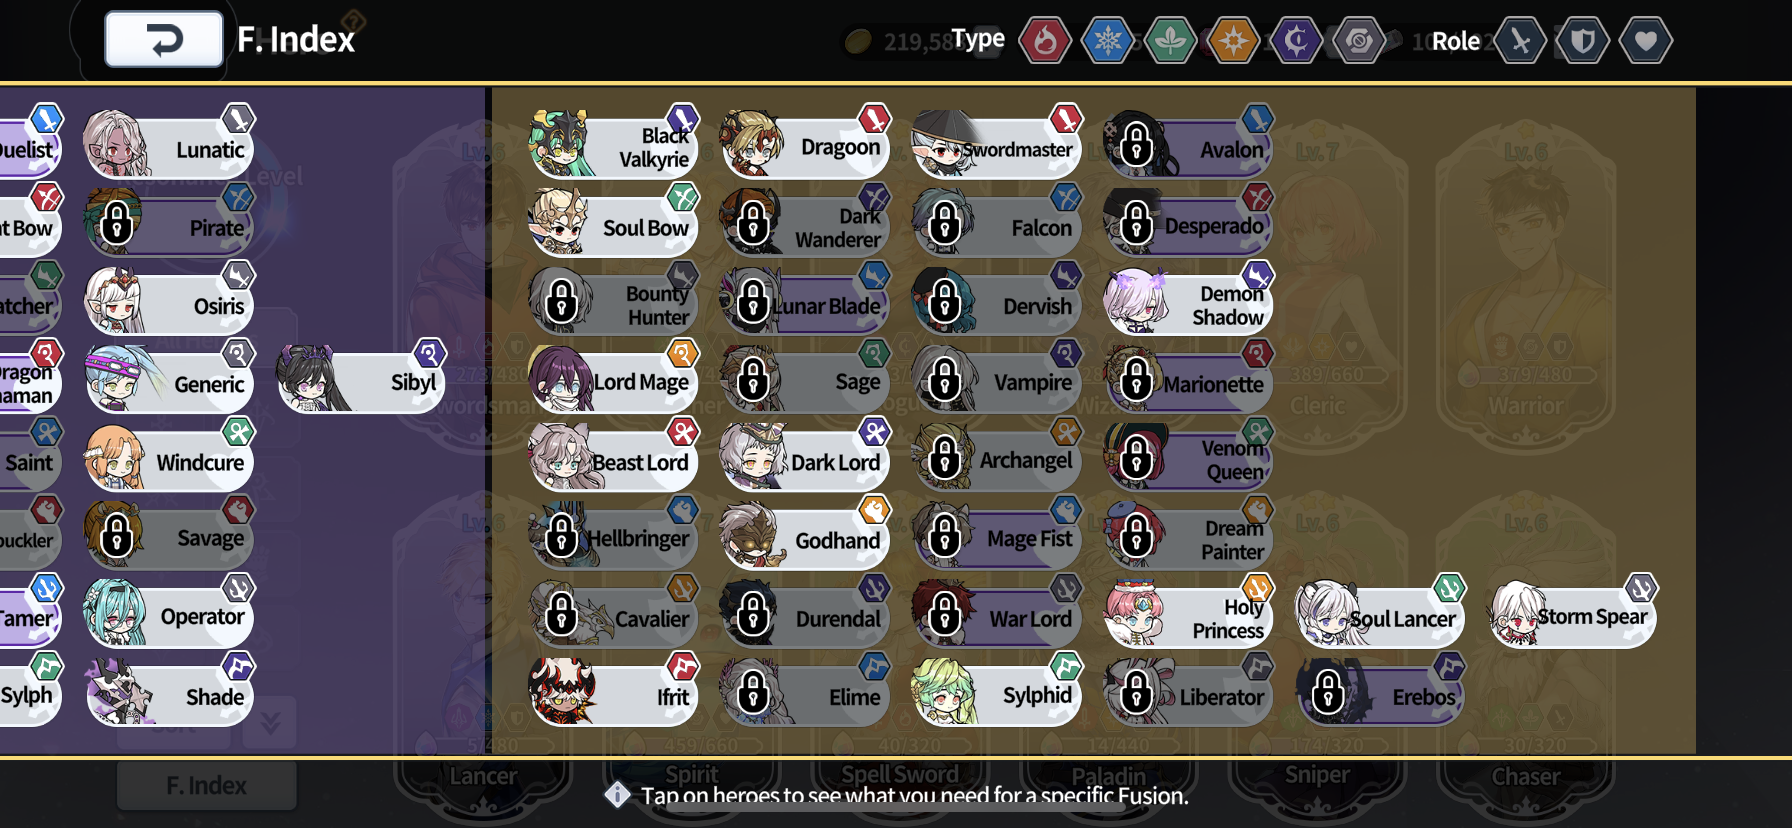 F. Index
219,58
Type
Role
Duelist
Lunatic
Black
Valkyrie
Dragoon
Swordmaster
Avalon
Lv.7
Lv.6
Level
t Bow
Pirate
Soul Bow
Dark
Wanderer
Falcon
Desperado
atcher
Osiris
Bounty
Hunter
Lunar Blade
Dervish
Demon
Shadow
Dragon
haman
Generic
Sibyl
Lord Mage
Sage
Vampire
Marionette
389/660
379/480
Cleric
Warrior
Saint
Windcure
Beast Lord
Dark Lord
Archangel
Venom
Queen
uckler
Savage
Hellbringer
Godhand
Mage Fist
Dream
Painter
Lv.6
Lv.6
Tamer
Operator
Cavalier
Durendal
War Lord
Holy
Princess
Soul Lancer
Storm Spear
Sylph
Shade
Ifrit
Elime
Sylphid
Liberator
Erebos
Sort
5/480
459/660
40/320
14/440
174/320
30/320
F. Index
Lancer
Spirit
Spell Sword
Paladin
Sniper
Chaser
Tap on heroes to see what you need for a specific Fusion.